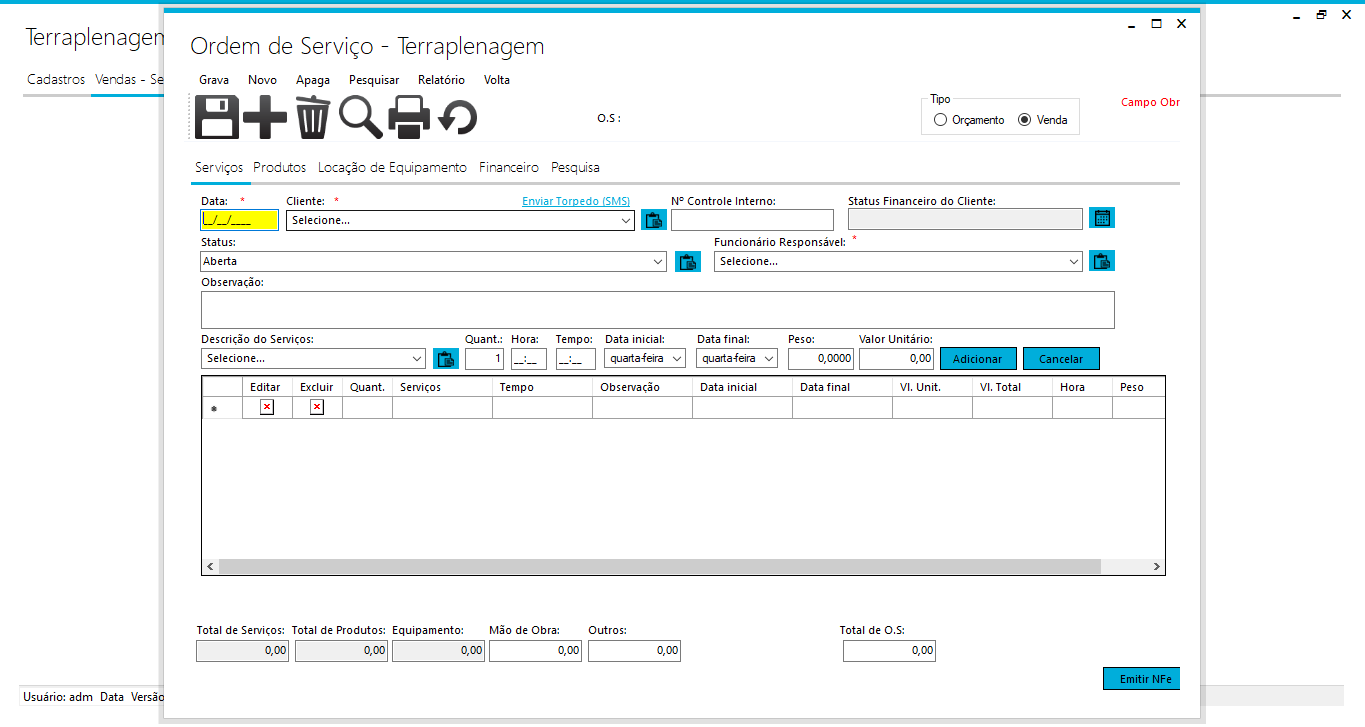 Terraplenagem
Cadastros Vendas - Se
Ordem de Serviço - Terraplenagem
Grava Novo Apaga Pesquisar Relatório Volta
O.S :
Tipo
Orçamento Venda
Campo Obr
Serviços Produtos Locação de Equipamento Financeiro Pesquisa
Data: * Cliente: * Enviar Torpedo (SMS) Nº Controle Interno: Status Financeiro do Cliente:
_/__/____ Selecione...
Status: Funcionário Responsável: *
Aberta Selecione...
Observação:
Descrição do Serviços: Quant.: Hora: Tempo: Data inicial: Data final: Peso: Valor Unitário:
Selecione... 1 __:__ __:__ quarta-feira quarta-feira 0,0000 0,00 Adicionar Cancelar
Editar Excluir Quant. Serviços Tempo Observação Data inicial Data final Vl. Unit. Vl. Total Hora Peso
Total de Serviços: Total de Produtos: Equipamento: Mão de Obra: Outros: Total de O.S:
0,00 0,00 0,00 0,00 0,00 0,00
Emitir NFe
Usuário: adm Data Versão